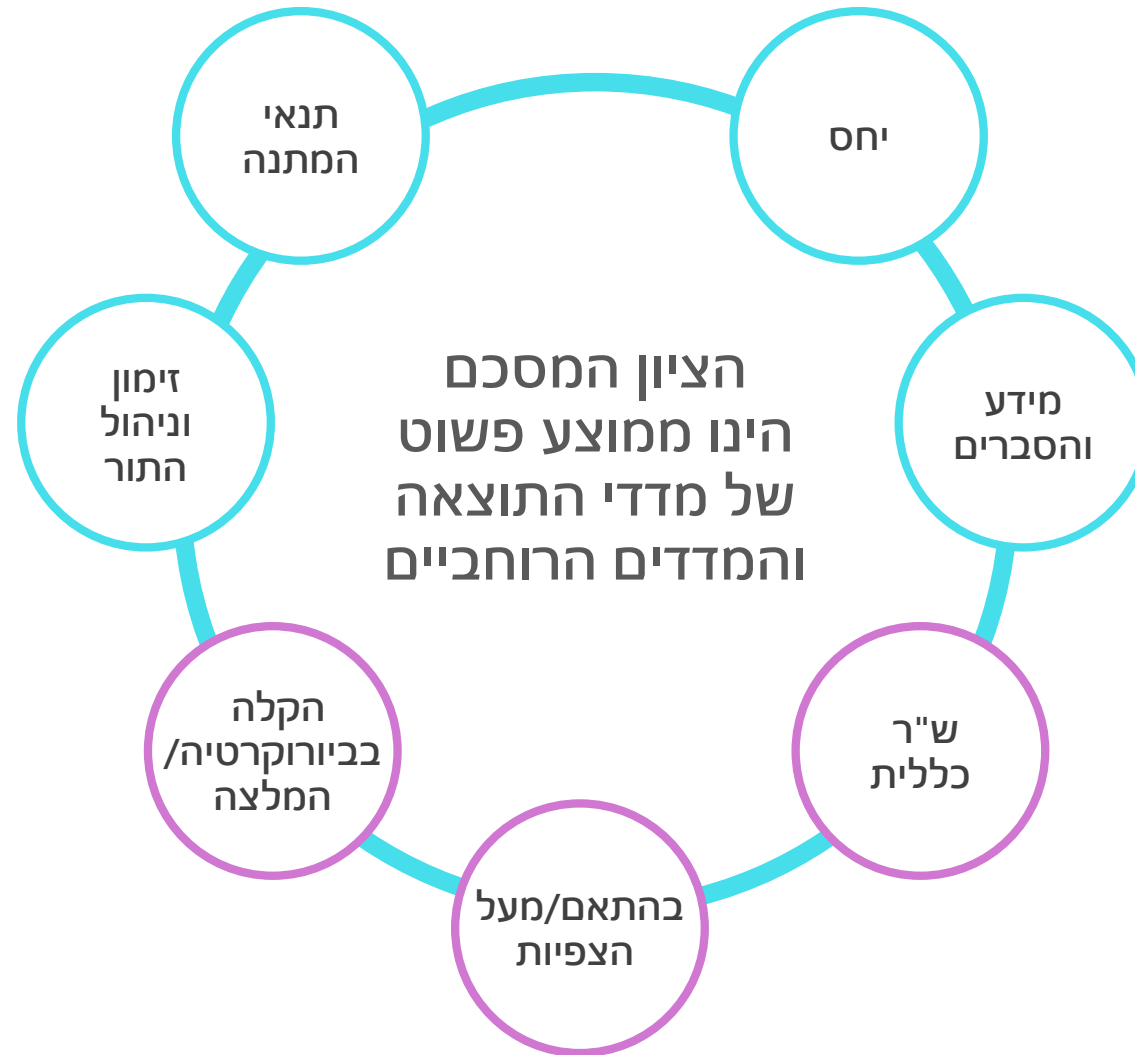 יחס
תנאי
המתנה
מידע
והסברים
זימון
וניהול
התור
הציון המסכם
הינו ממוצע פשוט
של מדדי התוצאה
והמדדים הרוחביים
ש"ר
כללית
הקלה
בביורוקרטיה/
המלצה
בהתאם/מעל
הצפיות